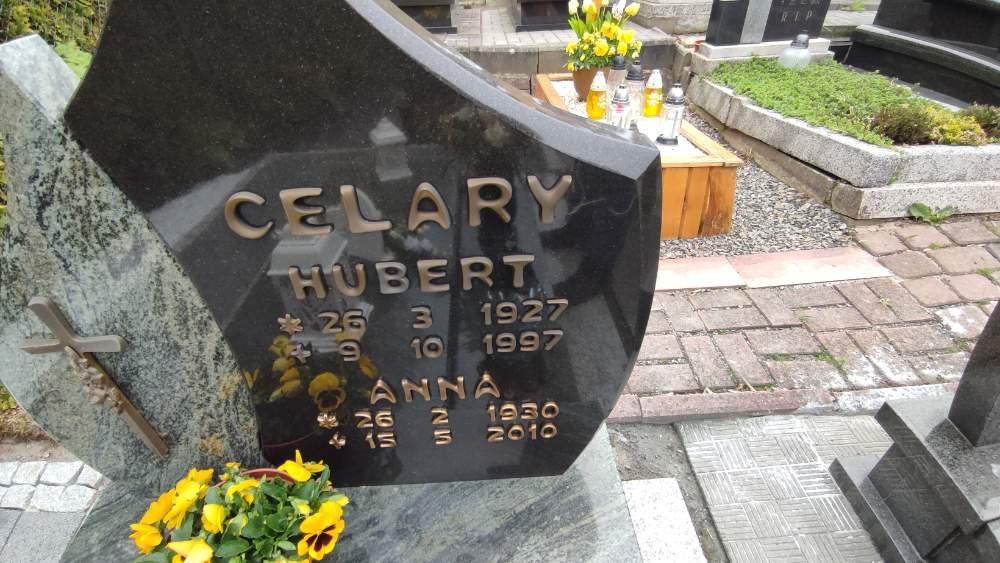 CELARY
HUBERT
* 26 3 1927
+ 9 10 1997
ANNA
* 26 2 1930
+ 15 5 2010
R.I.P.